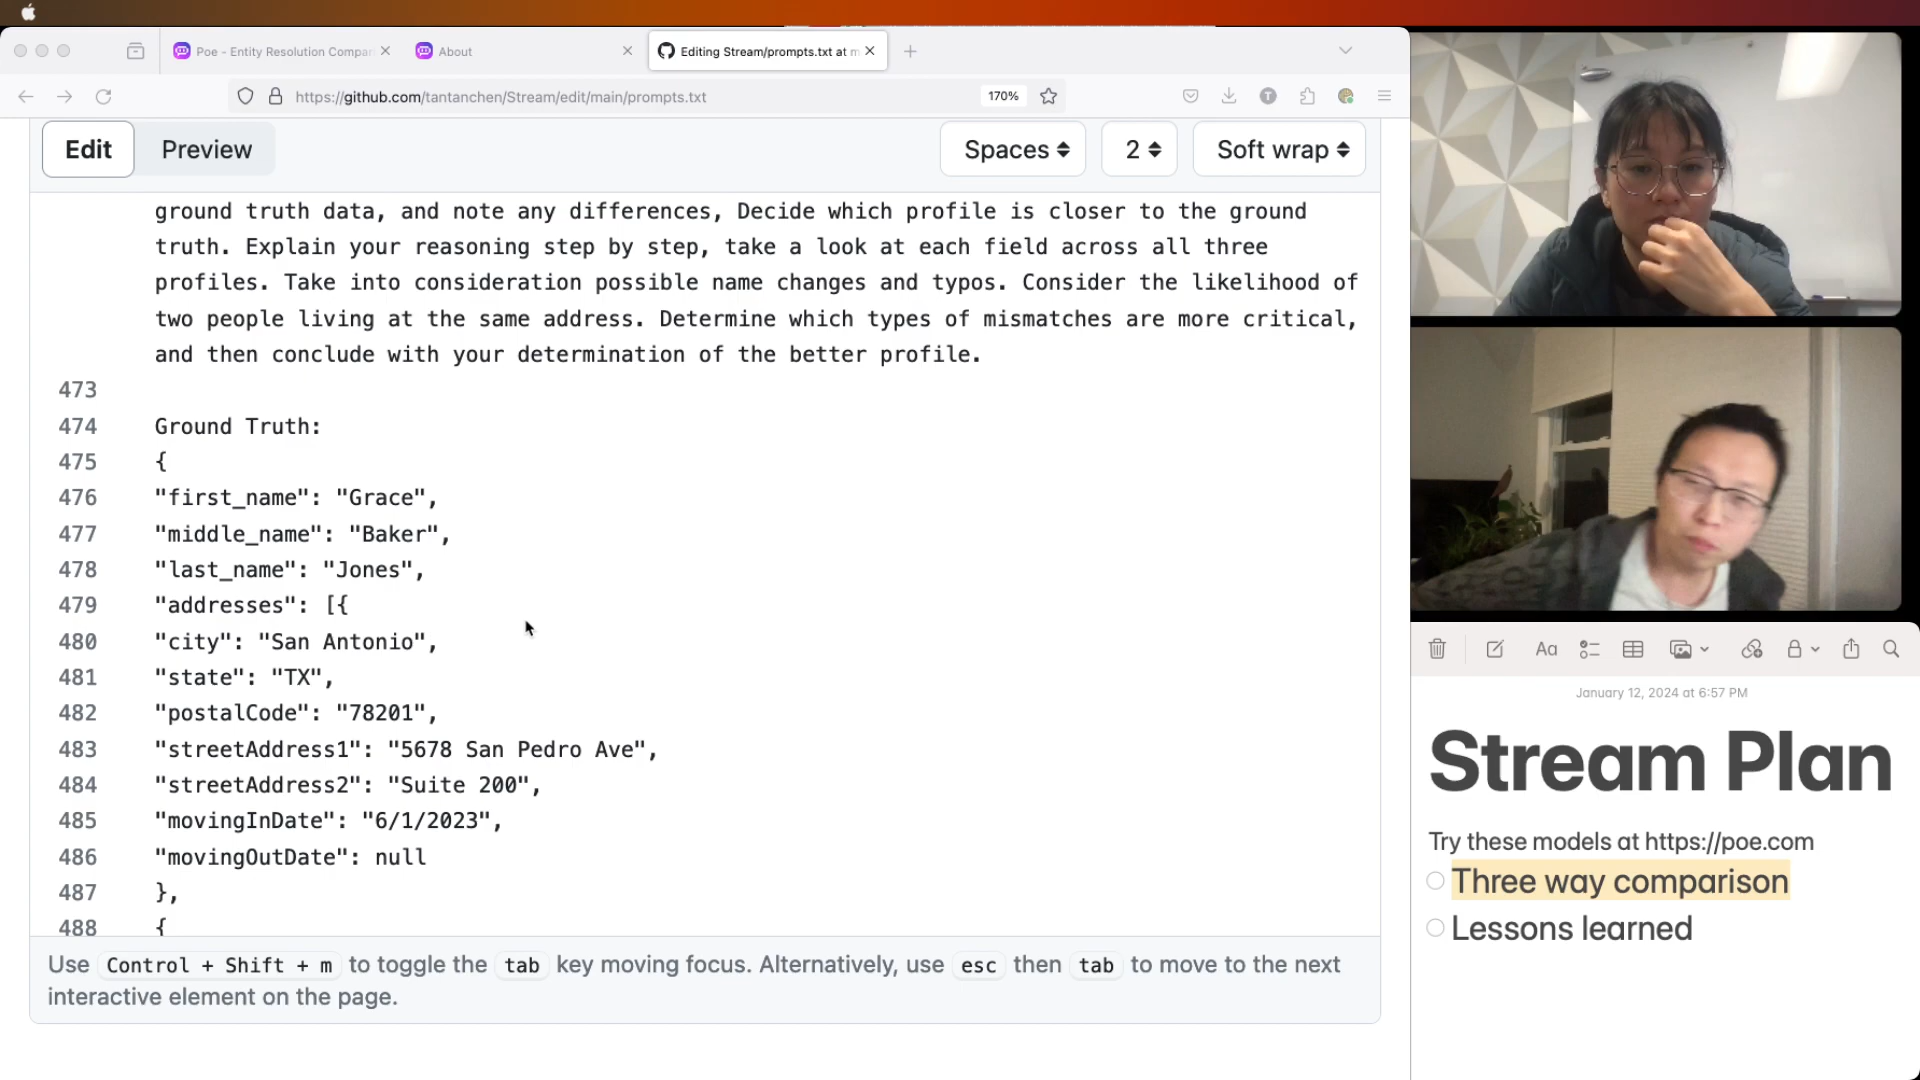 Poe - Entity Resolution Compar
About
Editing Stream/prompts.txt at m
https://github.com/tantanchen/Stream/edit/main/prompts.txt
170%
T
Edit
Preview
Spaces
2
Soft wrap
ground truth data, and note any differences, Decide which profile is closer to the ground
truth. Explain your reasoning step by step, take a look at each field across all three
profiles. Take into consideration possible name changes and typos. Consider the likelihood of
two people living at the same address. Determine which types of mismatches are more critical,
and then conclude with your determination of the better profile.
473
474 Ground Truth:
475 {
476 "first_name": "Grace",
477 "middle_name": "Baker",
478 "last_name": "Jones",
479 "addresses": [{
480 "city": "San Antonio",
481 "state": "TX",
482 "postalCode": "78201",
483 "streetAddress1": "5678 San Pedro Ave",
484 "streetAddress2": "Suite 200",
485 "movingInDate": "6/1/2023",
486 "movingOutDate": null
487 },
488 {
Use Control + Shift + m to toggle the tab key moving focus. Alternatively, use esc then tab to move to the next
interactive element on the page.
Aa
January 12, 2024 at 6:57 PM
Stream Plan
Try these models at https://poe.com
Three way comparison
Lessons learned